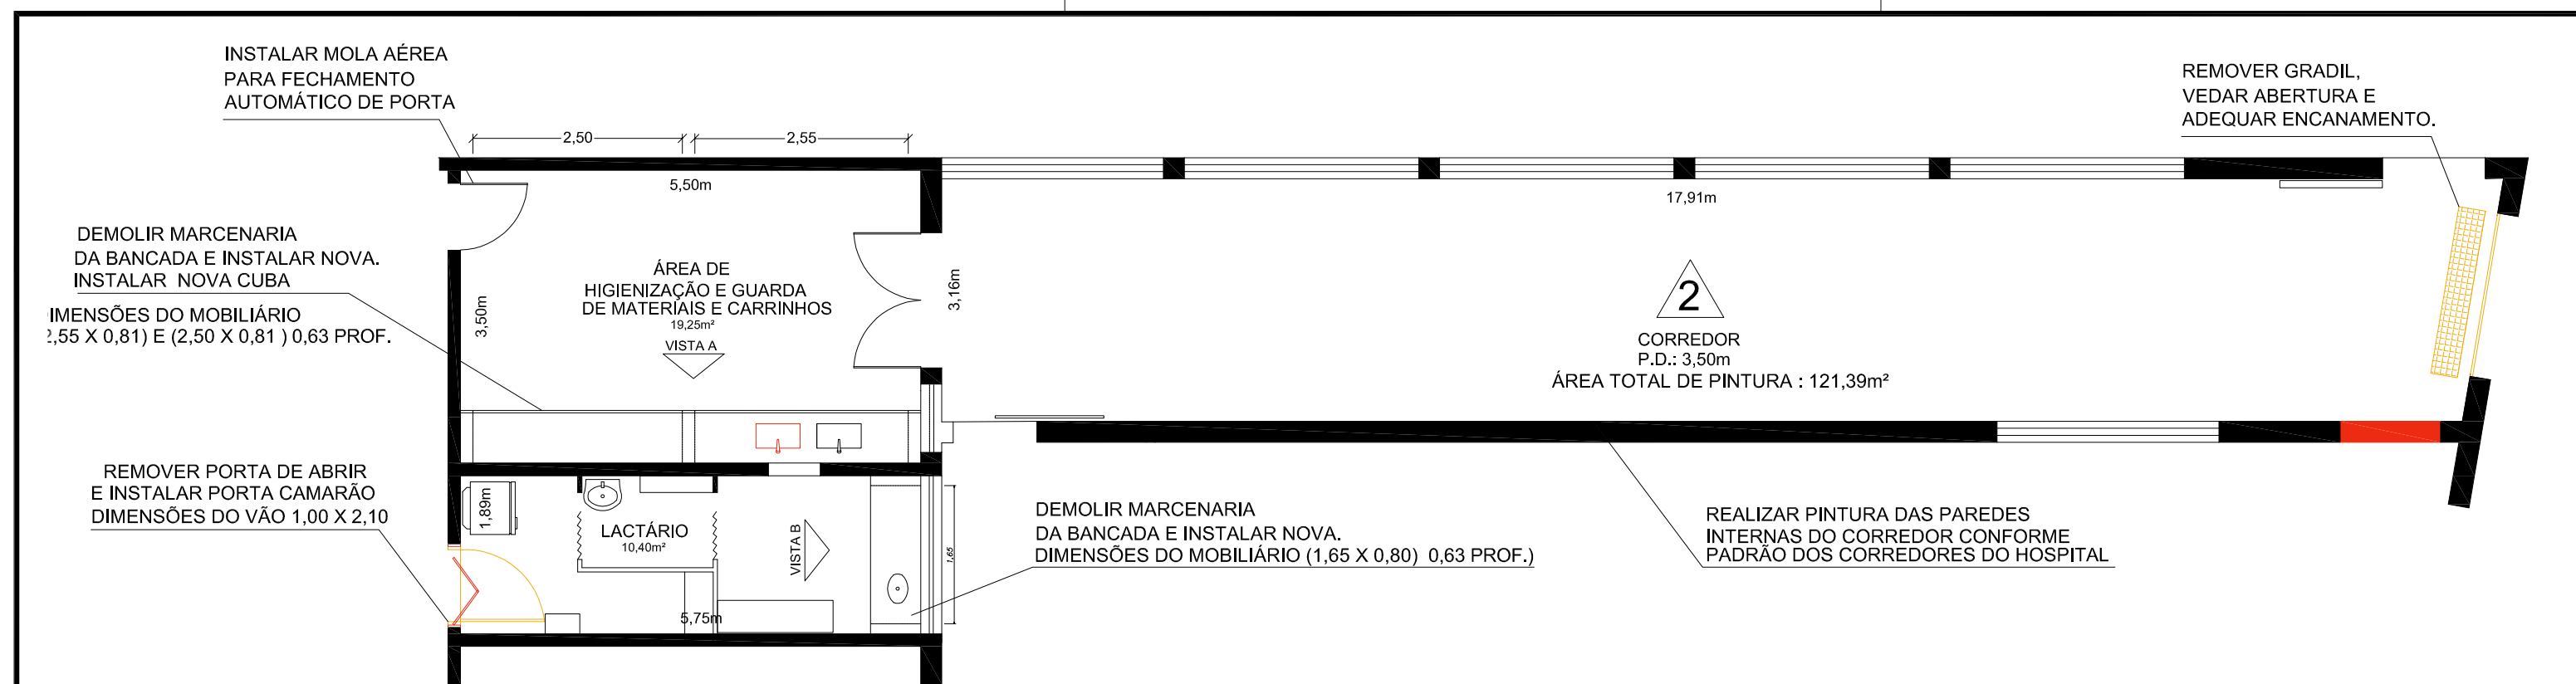 INSTALAR MOLA AÉREA
PARA FECHAMENTO
AUTOMÁTICO DE PORTA
REMOVER GRADIL,
VEDAR ABERTURA E
ADEQUAR ENCANAMENTO.
2,50
2,55
5,50m
17,91m
DEMOLIR MARCENARIA
DA BANCADA E INSTALAR NOVA.
INSTALAR NOVA CUBA
IMENSÕES DO MOBILIÁRIO
2,55 X 0,81) E (2,50 X 0,81 ) 0,63 PROF.
3,50m
ÁREA DE
HIGIENIZAÇÃO E GUARDA
DE MATERIAIS E CARRINHOS
19,25m²
VISTA A
3,16m
2
CORREDOR
P.D.: 3,50m
ÁREA TOTAL DE PINTURA : 121,39m²
REMOVER PORTA DE ABRIR
E INSTALAR PORTA CAMARÃO
DIMENSÕES DO VÃO 1,00 X 2,10
1,89m
LACTÁRIO
10,40m²
VISTA B
5,75m
1,65
DEMOLIR MARCENARIA
DA BANCADA E INSTALAR NOVA.
DIMENSÕES DO MOBILIÁRIO (1,65 X 0,80) 0,63 PROF.)
REALIZAR PINTURA DAS PAREDES
INTERNAS DO CORREDOR CONFORME
PADRÃO DOS CORREDORES DO HOSPITAL